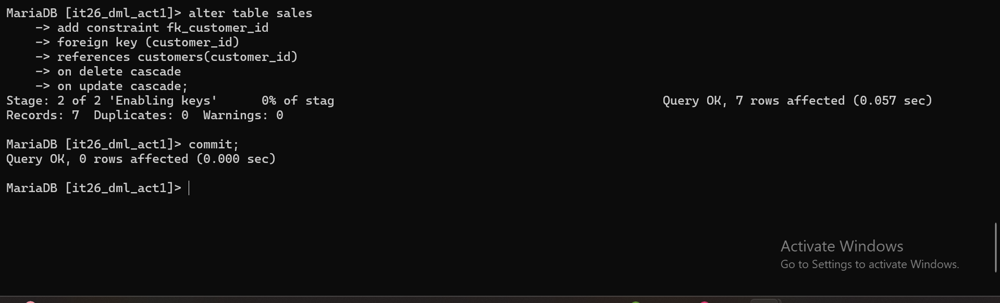 MariaDB [it26_dml_act1]> alter table sales
    -> add constraint fk_customer_id
    -> foreign key (customer_id)
    -> references customers(customer_id)
    -> on delete cascade
    -> on update cascade;
Stage: 2 of 2 'Enabling keys'      0% of stag                                             Query OK, 7 rows affected (0.057 sec)
Records: 7  Duplicates: 0  Warnings: 0
MariaDB [it26_dml_act1]> commit;
Query OK, 0 rows affected (0.000 sec)
MariaDB [it26_dml_act1]>
Activate Windows
Go to Settings to activate Windows.